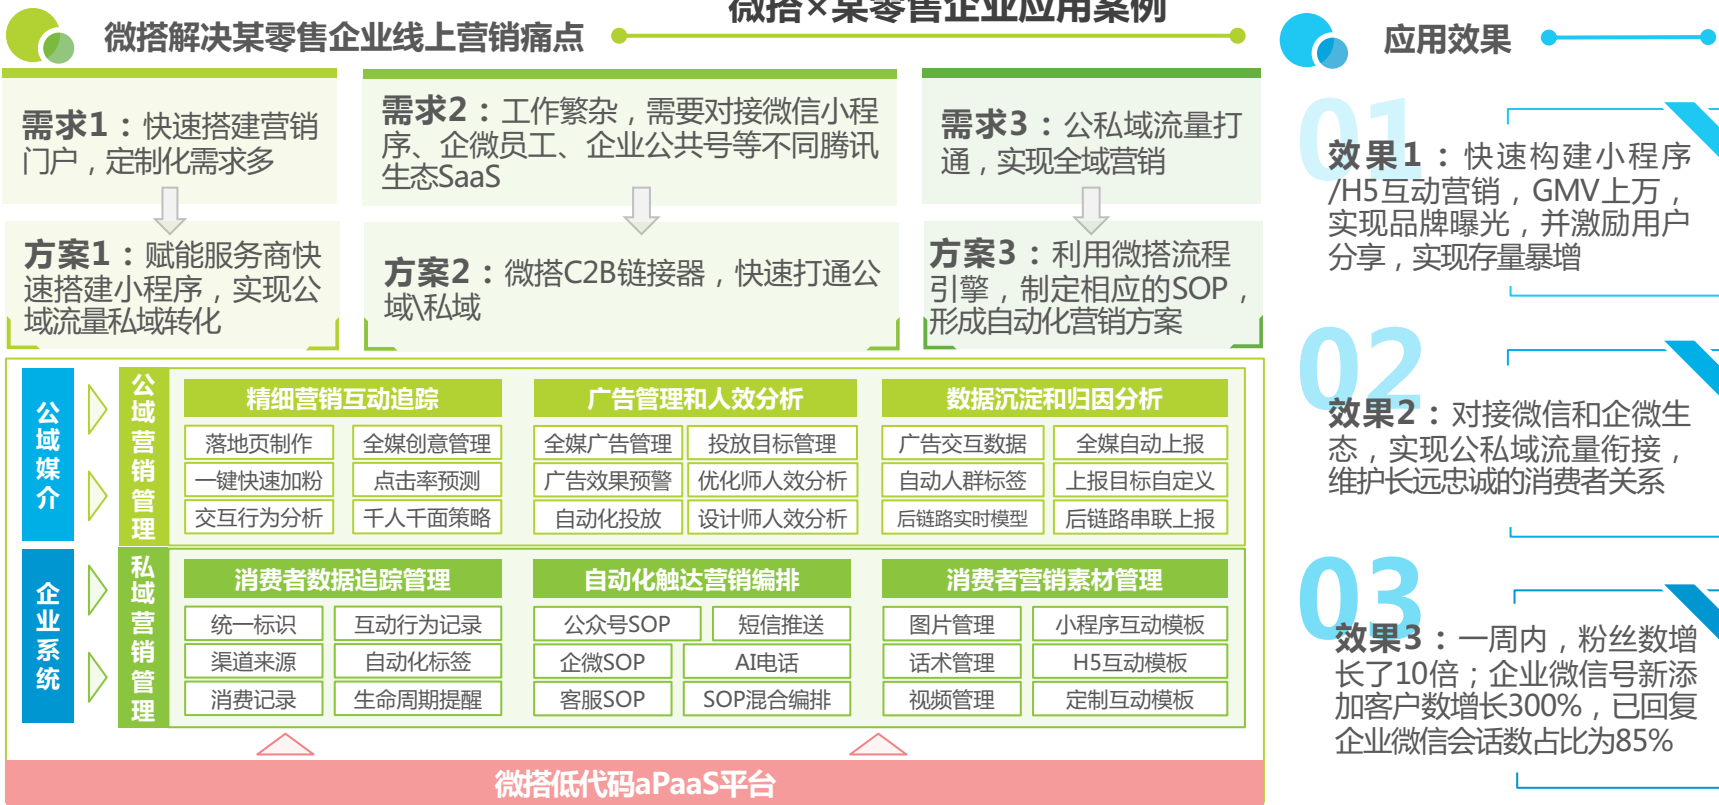 微搭×某零售企业应用案例
微搭解决某零售企业线上营销痛点
需求1：快速搭建营销
门户，定制化需求多
需求2：工作繁杂，需要对接微信小程
序、企微员工、企业公共号等不同腾讯
生态SaaS
需求3：公私域流量打
通，实现全域营销
方案1：赋能服务商快
速搭建小程序，实现公
域流量私域转化
方案2：微搭C2B链接器，快速打通公
域\私域
方案3：利用微搭流程
引擎，制定相应的SOP，
形成自动化营销方案
公域媒介
公域营销管理
精细营销互动追踪
落地页制作
全媒创意管理
一键快速加粉
点击率预测
交互行为分析
千人千面策略
广告管理和人效分析
全媒广告管理
投放目标管理
广告效果预警
优化师人效分析
自动化投放
设计师人效分析
数据沉淀和归因分析
广告交互数据
全媒自动上报
自动人群标签
上报目标自定义
后链路实时模型
后链路串联上报
企业系统
私域营销管理
消费者数据追踪管理
统一标识
互动行为记录
渠道来源
自动化标签
消费记录
生命周期提醒
自动化触达营销编排
公众号SOP
短信推送
企微SOP
AI电话
客服SOP
SOP混合编排
消费者营销素材管理
图片管理
小程序互动模板
话术管理
H5互动模板
视频管理
定制互动模板
微搭低代码aPaaS平台
应用效果
01
效果1：快速构建小程序
/H5互动营销，GMV上万，
实现品牌曝光，并激励用户
分享，实现存量暴增
02
效果2：对接微信和企微生
态，实现公私域流量衔接，
维护长远忠诚的消费者关系
03
效果3：一周内，粉丝数增
长了10倍；企业微信号新添
加客户数增长300%，已回复
企业微信会话数占比为85%